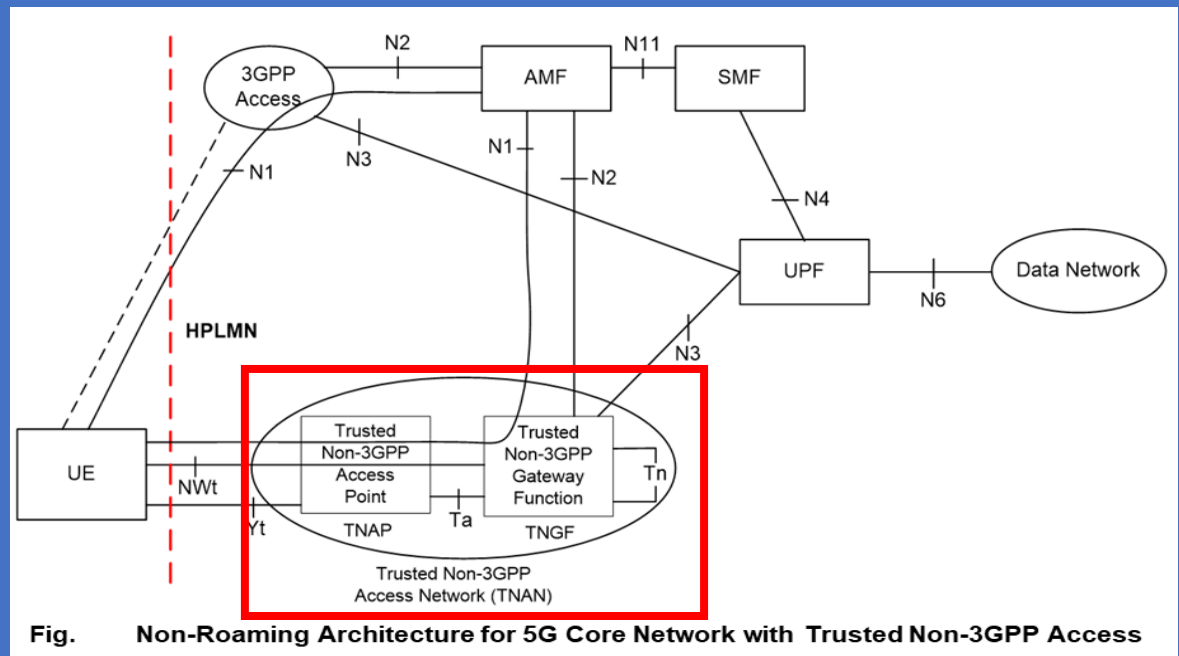 N2
N11
3GPP
Access
AMF
SMF
N1
N3
N1
N2
N4
UPF
Data Network
N6
HPLMN
N3
UE
NWt
Yt
Trusted
Non-3GPP
Access
Point
TNAP
Ta
Trusted
Non-3GPP
Gateway
Function
TNGF
Tn
Trusted Non-3GPP
Access Network (TNAN)
Fig. Non-Roaming Architecture for 5G Core Network with Trusted Non-3GPP Access